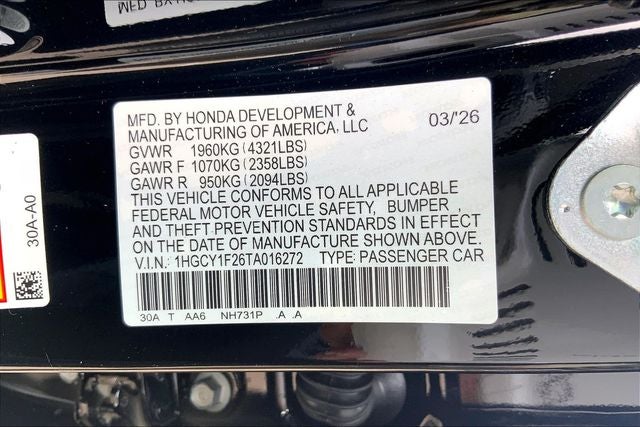 MFD. BY HONDA DEVELOPMENT &
MANUFACTURING OF AMERICA, LLC 03/'26
GVWR 1960KG(4321LBS)
GAWR F 1070KG(2358LBS)
GAWR R 950KG(2094LBS)
THIS VEHICLE CONFORMS TO ALL APPLICABLE
FEDERAL MOTOR VEHICLE SAFETY, BUMPER ,
AND THEFT PREVENTION STANDARDS IN EFFECT
ON THE DATE OF MANUFACTURE SHOWN ABOVE.
V.I.N.: 1HGCY1F26TA016272 TYPE: PASSENGER CAR
30A T AA6 NH731P .A .A
30A-A0